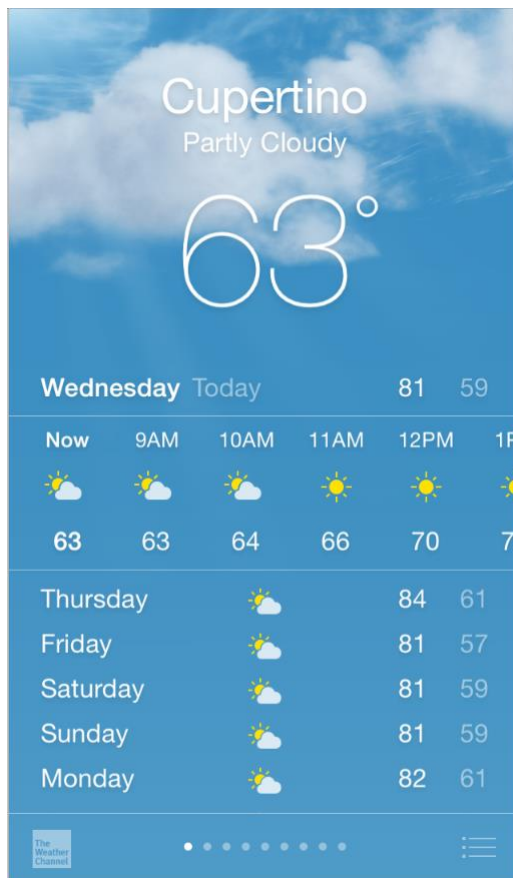 Cupertino
Partly Cloudy
63°
Wednesday Today 81 59
Now 9AM 10AM 11AM 12PM
63 63 64 66 70
Thursday 84 61
Friday 81 57
Saturday 81 59
Sunday 81 59
Monday 82 61
The
Weather
Channel